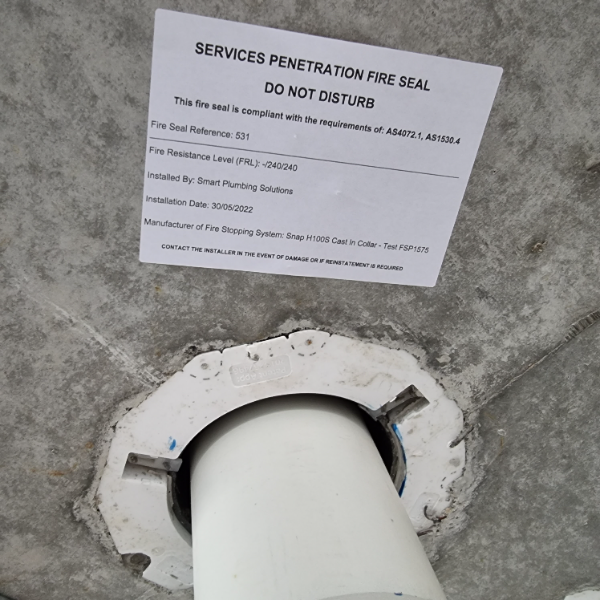 SERVICES PENETRATION FIRE SEAL
DO NOT DISTURB
This fire seal is compliant with the requirements of: AS4072.1, AS1530.4
Fire Seal Reference: 531
Fire Resistance Level (FRL): -/240/240
Installed By: Smart Plumbing Solutions
Installation Date: 30/05/2022
Manufacturer of Fire Stopping System: Snap H100S Cast In Collar - Test FSP1575
CONTACT THE INSTALLER IN THE EVENT OF DAMAGE OR IF REINSTATEMENT IS REQUIRED